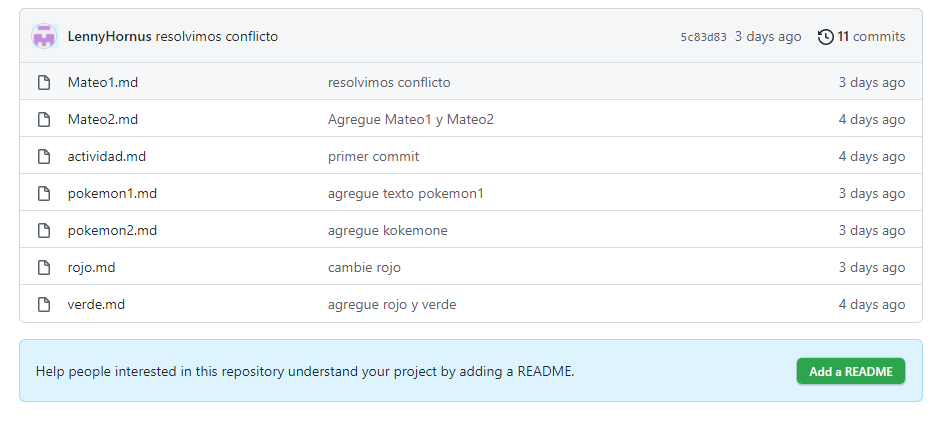 LennyHornus resolvimos conflicto 5c83d83 3 days ago 11 commits
Mateo1.md resolvimos conflicto 3 days ago
Mateo2.md Agregue Mateo1 y Mateo2 4 days ago
actividad.md primer commit 4 days ago
pokemon1.md agregue texto pokemon1 3 days ago
pokemon2.md agregue kokemone 3 days ago
rojo.md cambie rojo 3 days ago
verde.md agregue rojo y verde 4 days ago
Help people interested in this repository understand your project by adding a README. Add a README